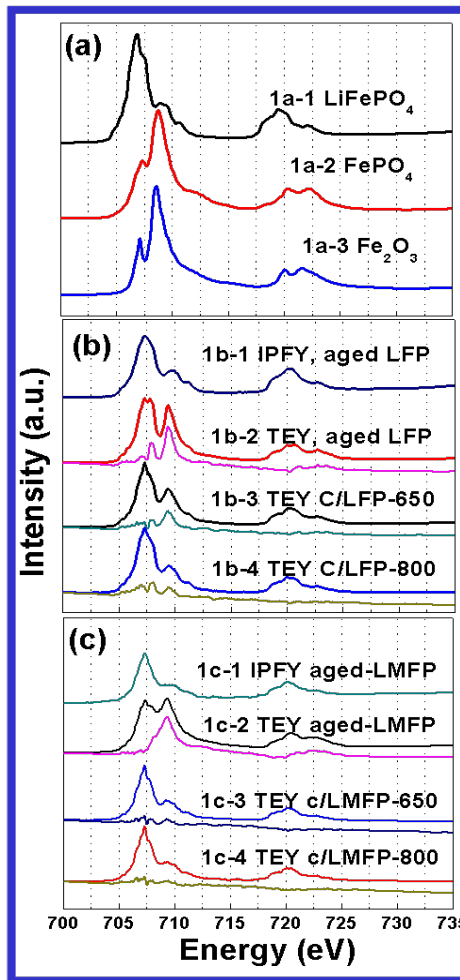 (a)
1a-1 LiFePO4
1a-2 FePO4
1a-3 Fe2O3
(b)
1b-1 IPFY, aged LFP
1b-2 TEY, aged LFP
1b-3 TEY C/LFP-650
1b-4 TEY C/LFP-800
(c)
1c-1 IPFY aged-LMFP
1c-2 TEY aged-LMFP
1c-3 TEY c/LMFP-650
1c-4 TEY c/LMFP-800
Intensity (a.u.)
700 705 710 715 720 725 730 735
Energy (eV)